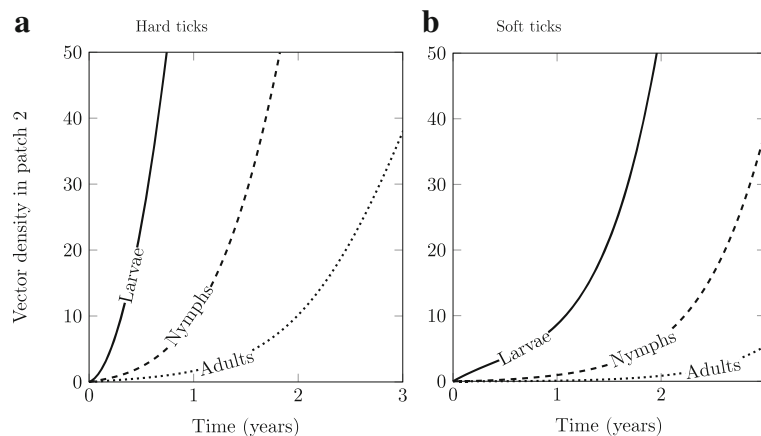 a Hard ticks
Vector density in patch 2
50
40
30
20
10
0
Larvae
Nymphs
Adults
0 1 2 3
Time (years)
b Soft ticks
50
40
30
20
10
0
Larvae
Nymphs
Adults
0 1 2
Time (years)